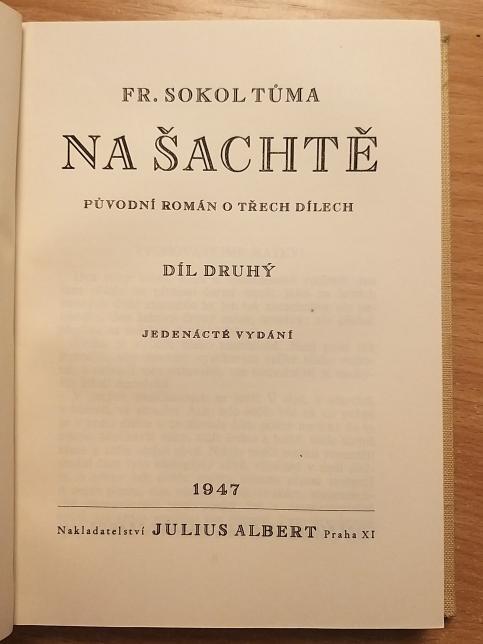 FR. SOKOL TŮMA
NA ŠACHTĚ
PŮVODNÍ ROMÁN O TŘECH DÍLECH
DÍL DRUHÝ
JEDENÁCTÉ VYDÁNÍ
1947
Nakladatelství JULIUS ALBERT Praha XI